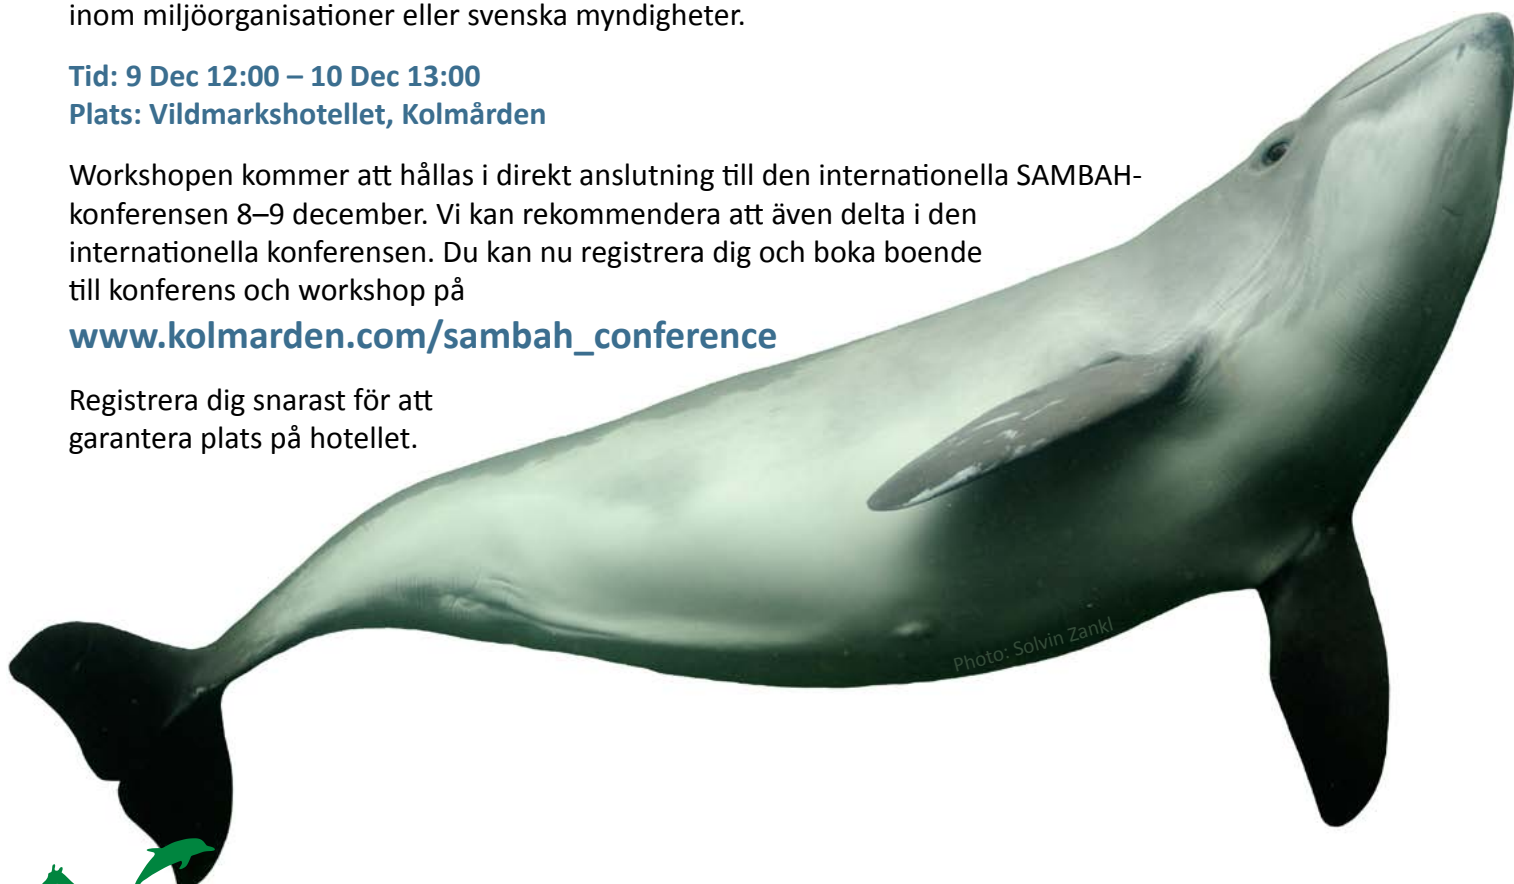 inom miljöorganisationer eller svenska myndigheter.
Tid: 9 Dec 12:00 – 10 Dec 13:00
Plats: Vildmarkshotellet, Kolmården
Workshopen kommer att hållas i direkt anslutning till den internationella SAMBAH-
konferensen 8–9 december. Vi kan rekommendera att även delta i den
internationella konferensen. Du kan nu registrera dig och boka boende
till konferens och workshop på
www.kolmarden.com/sambah_conference
Registrera dig snarast för att
garantera plats på hotellet.
Photo: Solvin Zankl